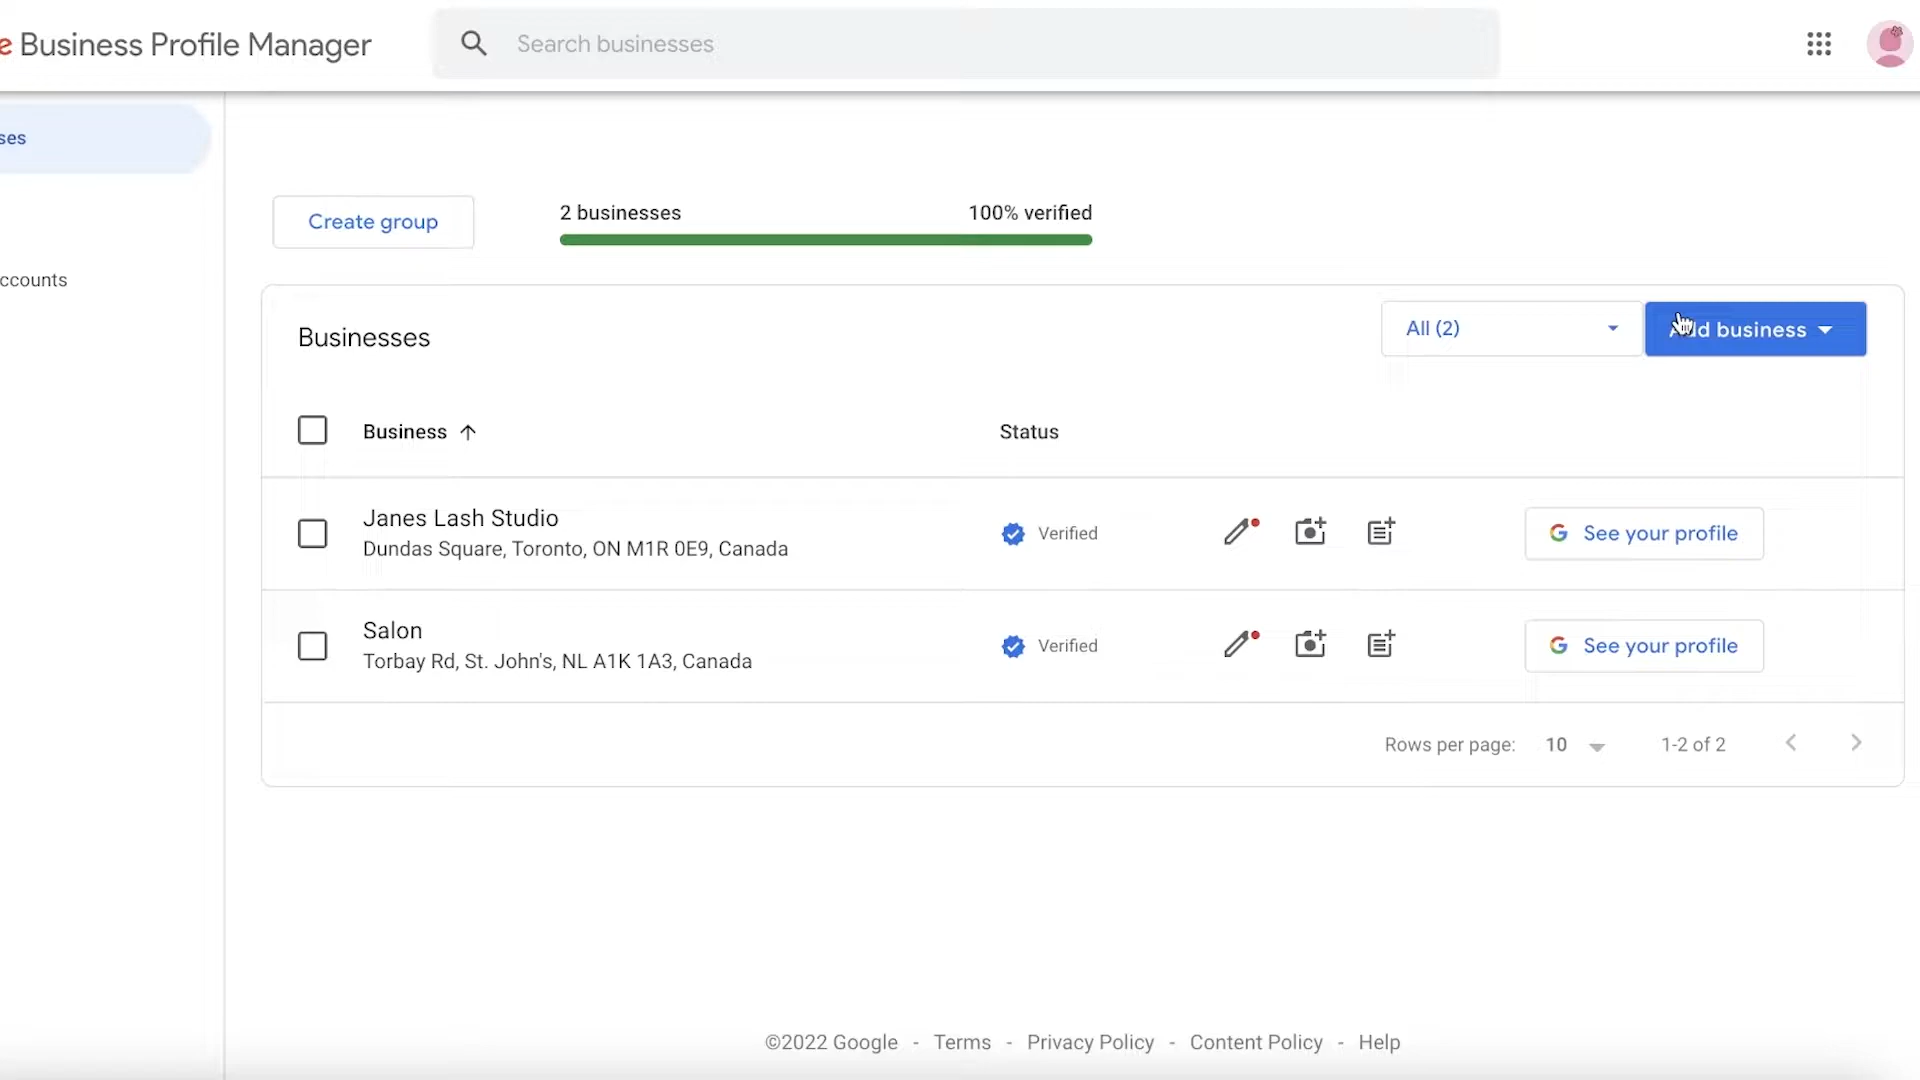 e Business Profile Manager
Search businesses
ses
ccounts
Create group
2 businesses
100% verified
Businesses
All (2)
Add business
Business
Status
Janes Lash Studio
Dundas Square, Toronto, ON M1R 0E9, Canada
Verified
See your profile
Salon
Torbay Rd, St. John's, NL A1K 1A3, Canada
Verified
See your profile
Rows per page: 10 1-2 of 2
©2022 Google - Terms - Privacy Policy - Content Policy - Help